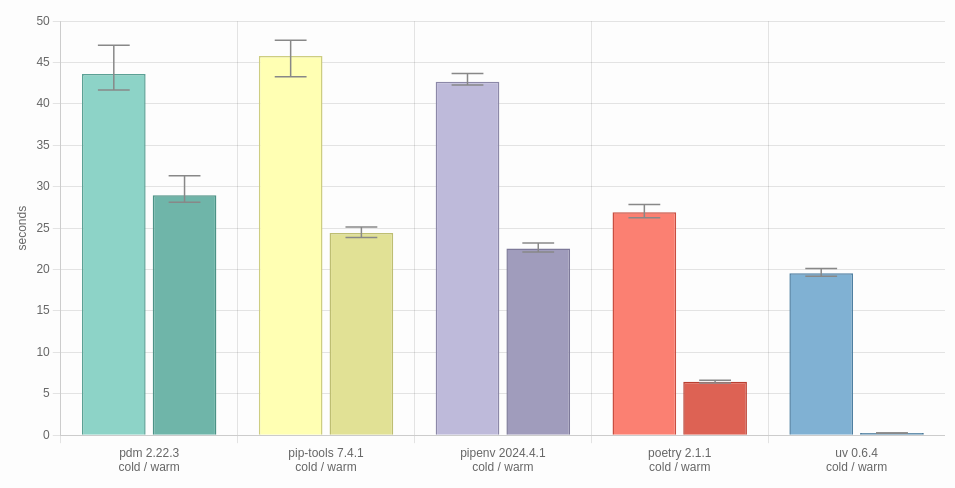 50
45
40
35
30
25
20
15
10
5
0
seconds
pdm 2.22.3
cold / warm
pip-tools 7.4.1
cold / warm
pipenv 2024.4.1
cold / warm
poetry 2.1.1
cold / warm
uv 0.6.4
cold / warm